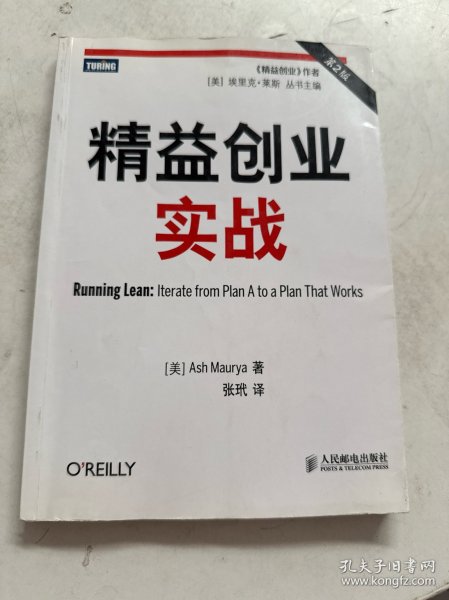 TURING
《精益创业》作者
[美] 埃里克·莱斯 丛书主编
第2版
精益创业
实战
Running Lean: Iterate from Plan A to a Plan That Works
[美] Ash Maurya 著
张玳 译
O'REILLY
人民邮电出版社
POSTS & TELECOM PRESS
孔夫子旧书网
www.kongfz.com